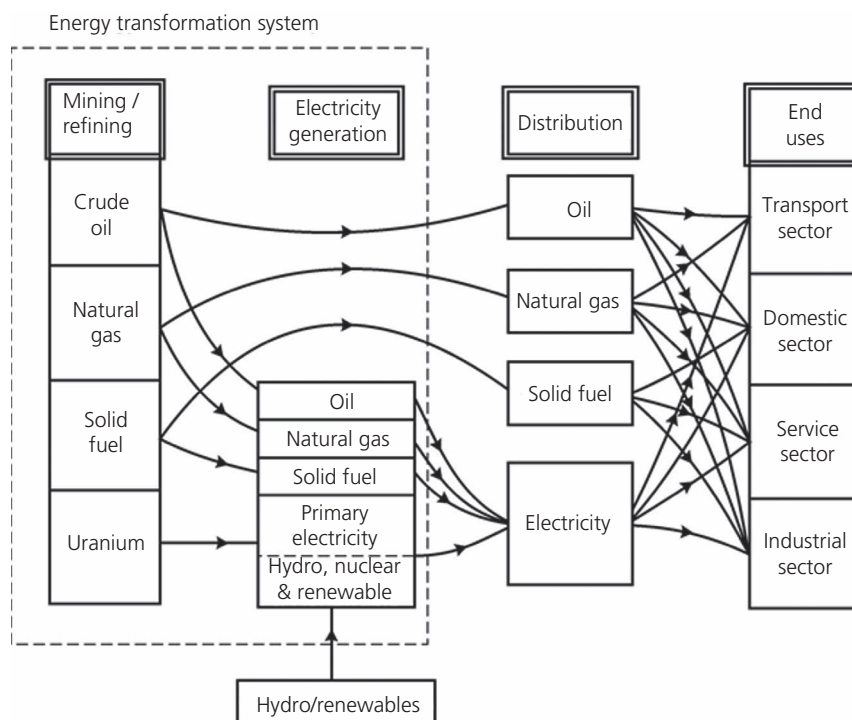 Energy transformation system
Mining /
refining
Crude
oil
Natural
gas
Solid
fuel
Uranium
Electricity
generation
Oil
Natural gas
Solid fuel
Primary
electricity
Hydro, nuclear
& renewable
Hydro/renewables
Distribution
Oil
Natural gas
Solid fuel
Electricity
End
uses
Transport
sector
Domestic
sector
Service
sector
Industrial
sector